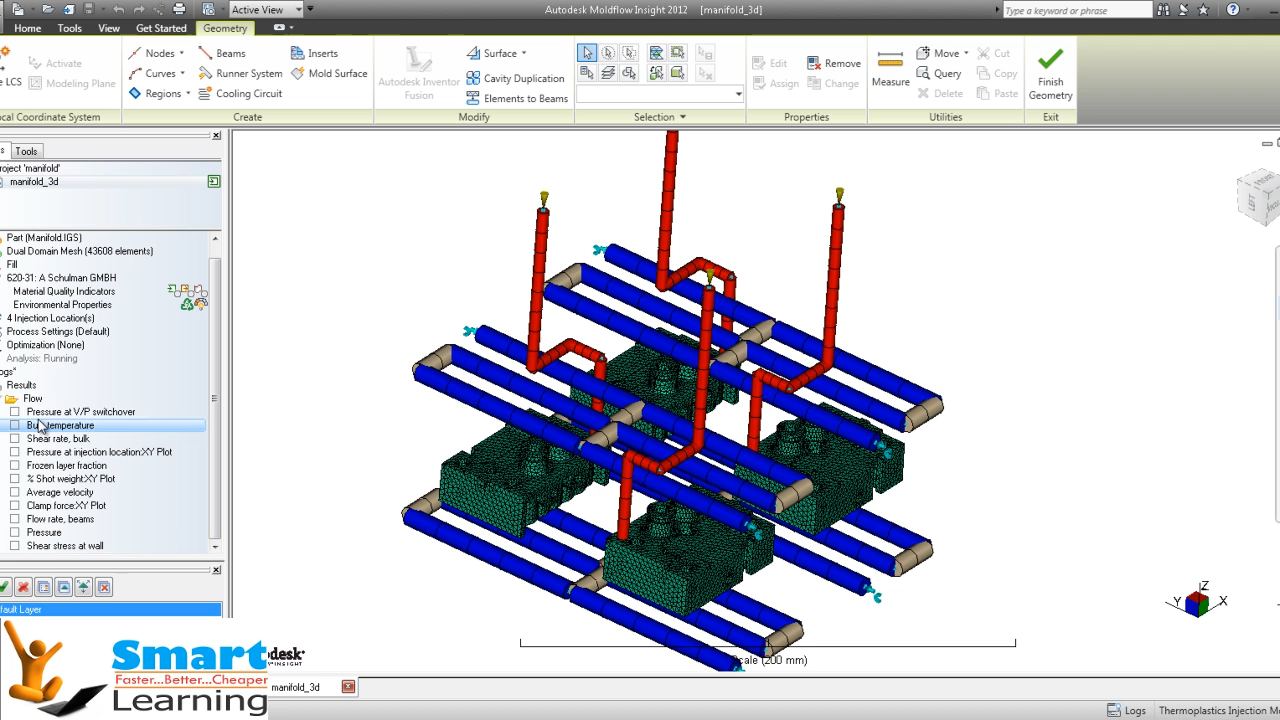 Active View
Autodesk Moldflow Insight 2012 [manifold_3d]
Type a keyword or phrase
Home Tools View Get Started Geometry
LCS
Activate
Modeling Plane
ocal Coordinate System
Nodes
Curves
Regions
Beams
Runner System
Cooling Circuit
Inserts
Mold Surface
Create
Autodesk Inventor
Fusion
Surface
Cavity Duplication
Elements to Beams
Modify
Selection
Edit
Assign
Remove
Change
Properties
Measure
Move
Query
Delete
Cut
Copy
Paste
Utilities
Finish
Geometry
Exit
s Tools
roject 'manifold'
manifold_3d
Part (Manifold.IGS)
Dual Domain Mesh (43608 elements)
Fill
620-31: A Schulman GMBH
Material Quality Indicators
Environmental Properties
4 Injection Location(s)
Process Settings (Default)
Optimization (None)
Analysis: Running
ogs*
Results
Flow
Pressure at V/P switchover
Bulk temperature
Shear rate, bulk
Pressure at injection location:XY Plot
Frozen layer fraction
% Shot weight:XY Plot
Average velocity
Clamp force:XY Plot
Flow rate, beams
Pressure
Shear stress at wall
efault Layer
Smart
Faster...Better...Cheaper
Learning
desk
INSIGHT
Scale (200 mm)
Z
Y
X
manifold_3d
Logs
Thermoplastics Injection M